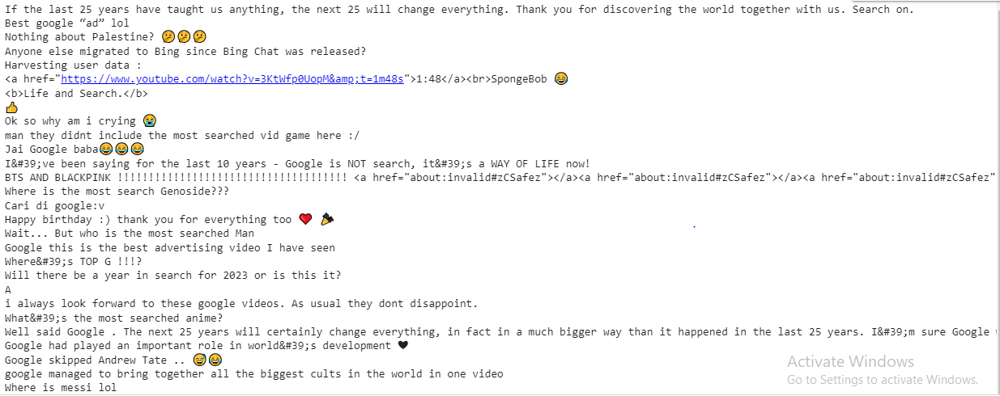 If the last 25 years have taught us anything, the next 25 will change everything. Thank you for discovering the world together with us. Search on.
Best google “ad” lol
Nothing about Palestine? 🫤🫤🫤
Anyone else migrated to Bing since Bing Chat was released?
Harvesting user data :
<a href="https://www.youtube.com/watch?v=3KtWfp0UopM&amp;t=1m48s">1:48</a><br>SpongeBob 😂
<b>Life and Search.</b>
👍
Ok so why am i crying 😭
man they didnt include the most searched vid game here :/
Jai Google baba😂😂😂
I&#39;ve been saying for the last 10 years - Google is NOT search, it&#39;s a WAY OF LIFE now!
BTS AND BLACKPINK !!!!!!!!!!!!!!!!!!!!!!!!!!!!!!!!!!!!! <a href="about:invalid#zCSafez"></a><a href="about:invalid#zCSafez"></a><a href="about:invalid#zCSafez"
Where is the most search Genoside???
Cari di google:v
Happy birthday :) thank you for everything too ❤️ 🎉
Wait... But who is the most searched Man
Google this is the best advertising video I have seen
Where&#39;s TOP G !!!?
Will there be a year in search for 2023 or is this it?
A
i always look forward to these google videos. As usual they dont disappoint.
What&#39;s the most searched anime?
Well said Google . The next 25 years will certainly change everything, in fact in a much bigger way than it happened in the last 25 years. I&#39;m sure Google
Google had played an important role in world&#39;s development 🖤
Google skipped Andrew Tate .. 😅😂
google managed to bring together all the biggest cults in the world in one video
Where is messi lol
Activate Windows
Go to Settings to activate Windows.